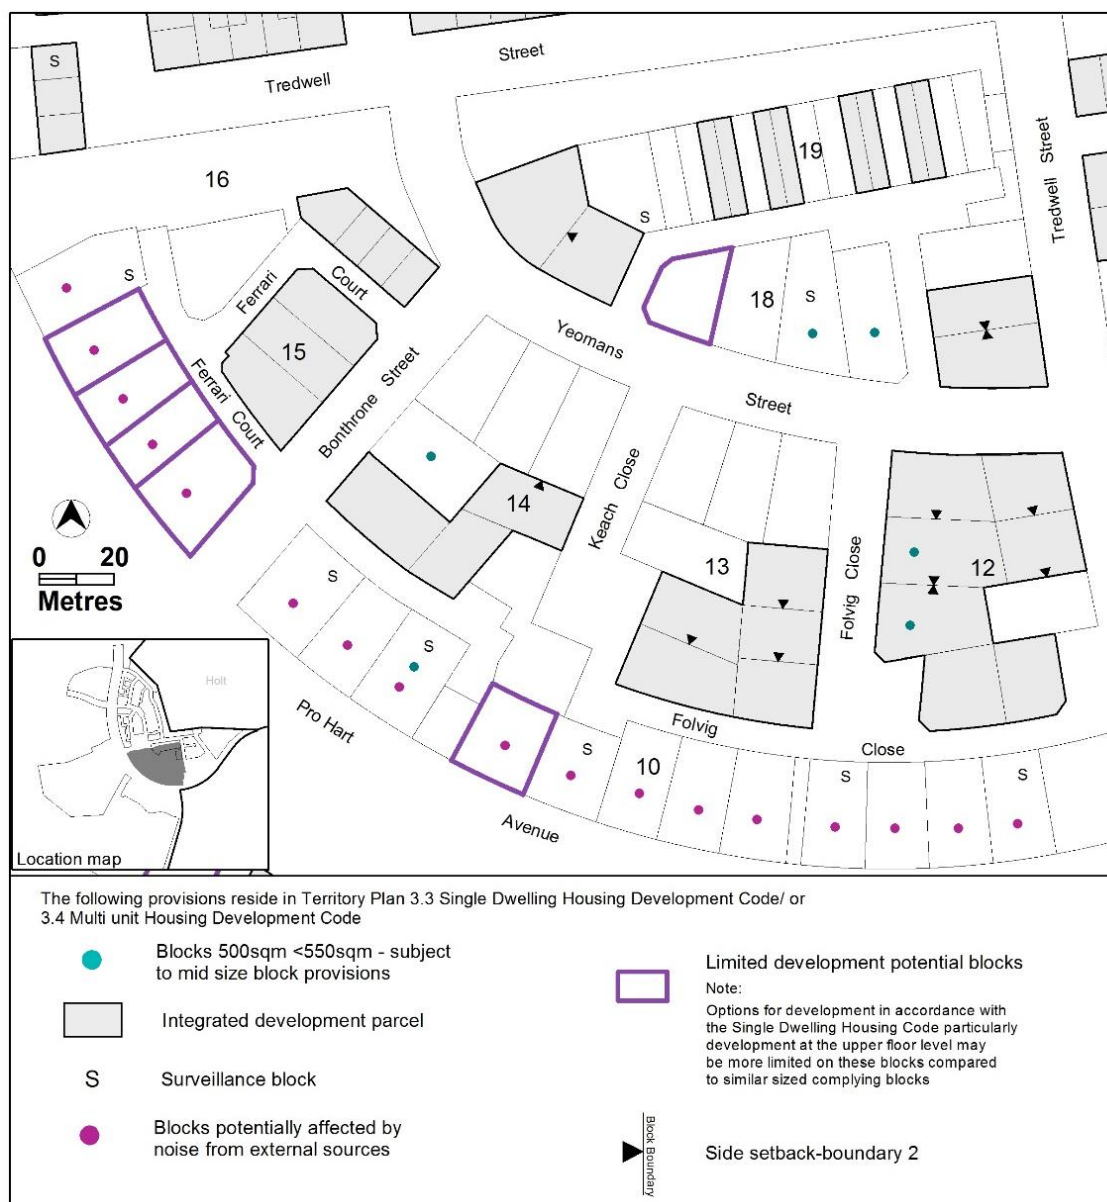 Street
Tredwell
S
16
19
Tredwell Street
S
S
Ferrari
Court
18
S
Yeomans
15
Ferrari Court
Bonthrone Street
Street
14
Keach Close
13
Folvig Close
12
0 20
Metres
S
S
Pro Hart
Folvig
Close
S
10
S
S
Avenue
Holt
Location map
The following provisions reside in Territory Plan 3.3 Single Dwelling Housing Development Code/ or
3.4 Multi unit Housing Development Code
Blocks 500sqm <550sqm - subject
to mid size block provisions
Integrated development parcel
S Surveillance block
Blocks potentially affected by
noise from external sources
Limited development potential blocks
Note:
Options for development in accordance with
the Single Dwelling Housing Code particularly
development at the upper floor level may
be more limited on these blocks compared
to similar sized complying blocks
Block Boundary
Side setback-boundary 2